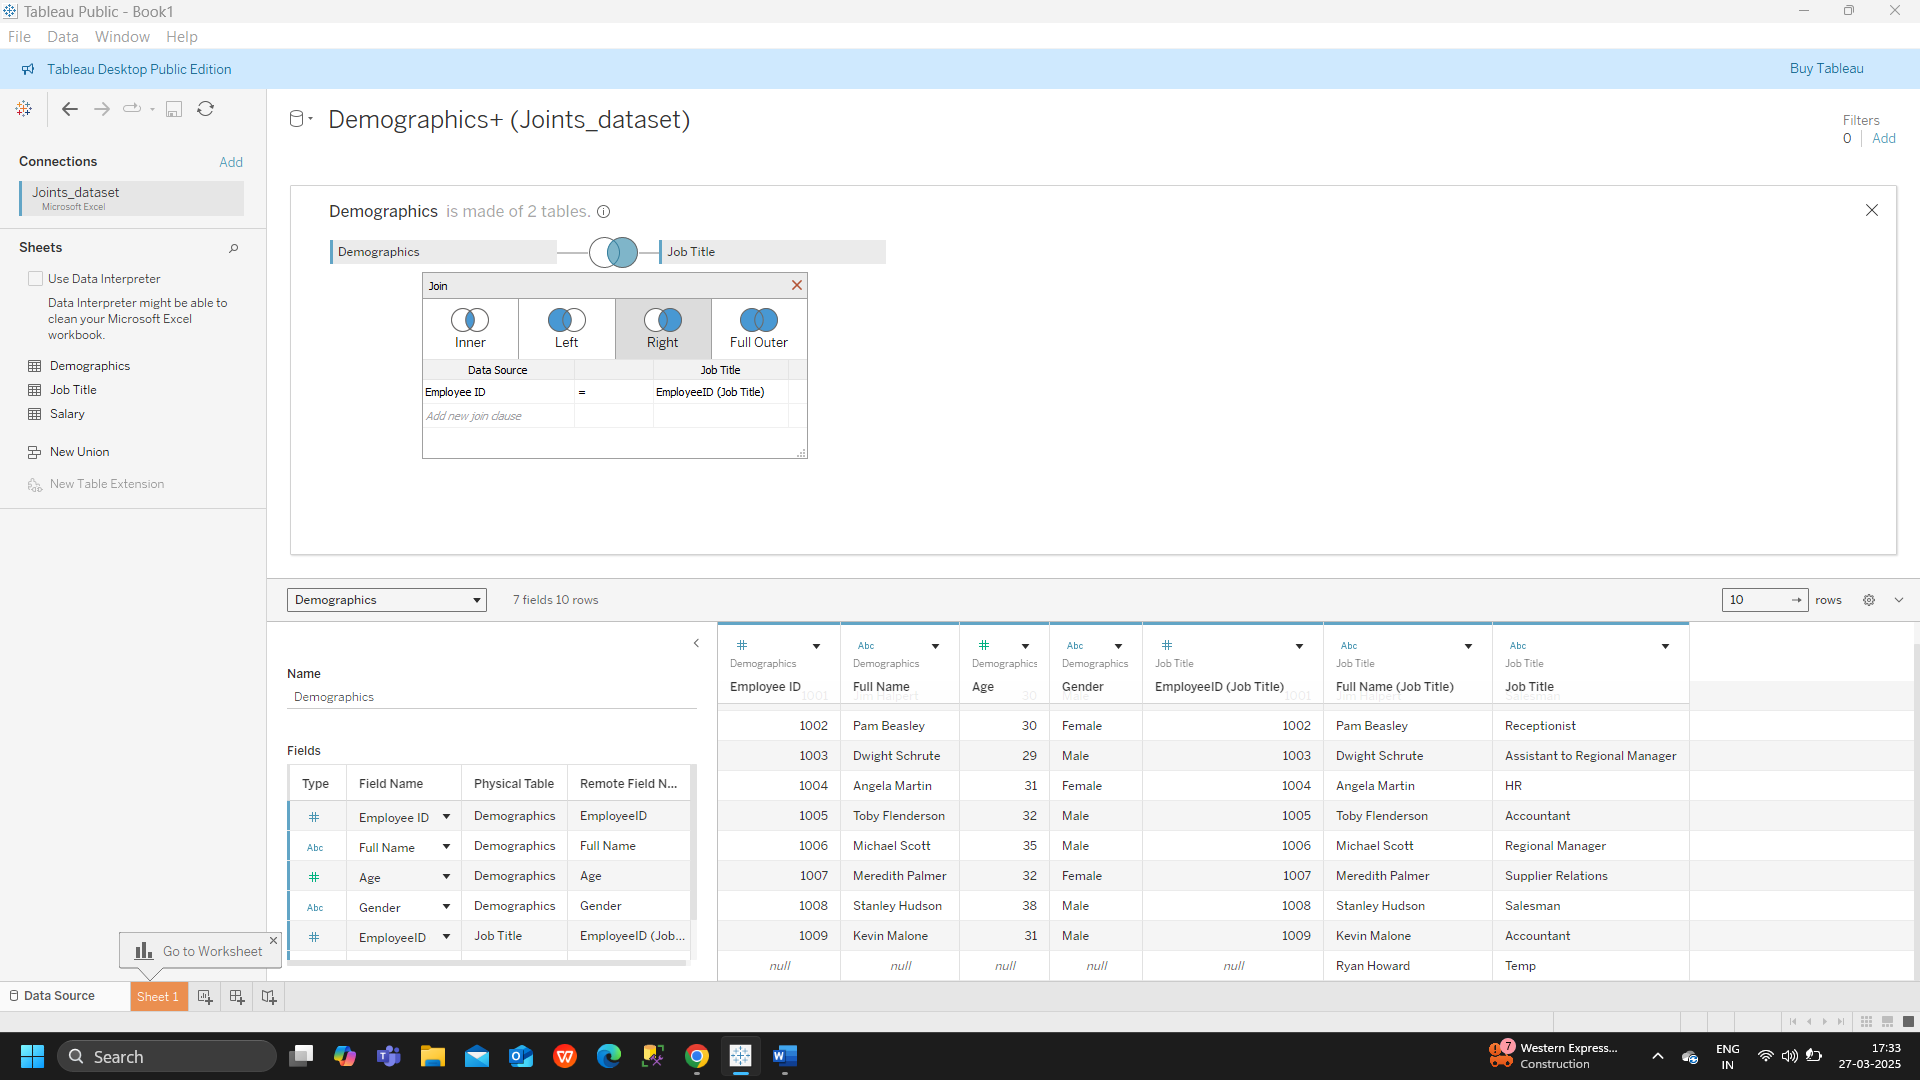 Tableau Public - Book1
File Data Window Help
Tableau Desktop Public Edition
Buy Tableau
Connections
Add
Joints_dataset
Microsoft Excel
Sheets
Use Data Interpreter
Data Interpreter might be able to
clean your Microsoft Excel
workbook.
Demographics
Job Title
Salary
New Union
New Table Extension
Demographics+ (Joints_dataset)
Filters
0 Add
Demographics is made of 2 tables.
Demographics
Job Title
Join
Inner Left Right Full Outer
Data Source Job Title
Employee ID = EmployeeID (Job Title)
Add new join clause
Demographics
7 fields 10 rows
10 rows
Name
Demographics
Fields
Type Field Name Physical Table Remote Field N...
# Employee ID Demographics EmployeeID
Abc Full Name Demographics Full Name
# Age Demographics Age
Abc Gender Demographics Gender
# EmployeeID Job Title EmployeeID (Job...
# Abc # Abc # Abc Abc
Demographics Demographics Demographics Demographics Job Title Job Title Job Title
Employee ID Full Name Age Gender EmployeeID (Job Title) Full Name (Job Title) Job Title
1001 Jim Halpert 30 Male 1001 Jim Halpert Salesman
1002 Pam Beasley 30 Female 1002 Pam Beasley Receptionist
1003 Dwight Schrute 29 Male 1003 Dwight Schrute Assistant to Regional Manager
1004 Angela Martin 31 Female 1004 Angela Martin HR
1005 Toby Flenderson 32 Male 1005 Toby Flenderson Accountant
1006 Michael Scott 35 Male 1006 Michael Scott Regional Manager
1007 Meredith Palmer 32 Female 1007 Meredith Palmer Supplier Relations
1008 Stanley Hudson 38 Male 1008 Stanley Hudson Salesman
1009 Kevin Malone 31 Male 1009 Kevin Malone Accountant
null null null null null Ryan Howard Temp
Go to Worksheet
Data Source
Sheet 1
Search
7
Western Express...
Construction
ENG
IN
17:33
27-03-2025